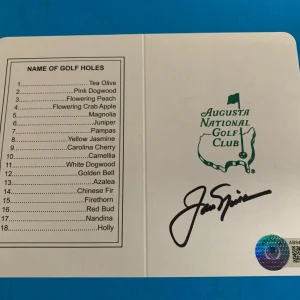 NAME OF GOLF HOLES
1 Tea Olive
2 Pink Dogwood
3 Flowering Peach
4 Flowering Crab Apple
5 Magnolia
6 Juniper
7 Pampas
8 Yellow Jasmine
9 Carolina Cherry
10 Camellia
11 White Dogwood
12 Golden Bell
13 Azalea
14 Chinese Fir
15 Firethorn
16 Red Bud
17 Nandina
18 Holly
AUGUSTA
NATIONAL
GOLF
CLUB